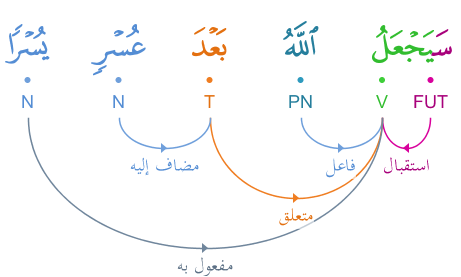 سَيَجْعَلُ ٱللَّهُ بَعْدَ عُسْرٍ يُسْرًا
FUT V PN T N N
مضاف إليه فاعل استقبال
متعلق
مفعول به